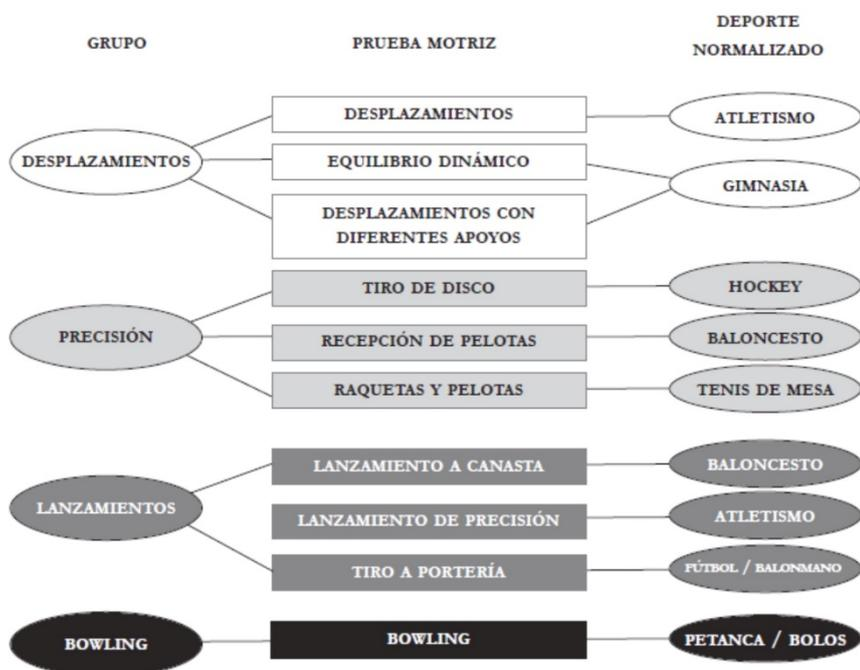 GRUPO
PRUEBA MOTRIZ
DEPORTE
NORMALIZADO
DESPLAZAMIENTOS
DESPLAZAMIENTOS
ATLETISMO
EQUILIBRIO DINÁMICO
GIMNASIA
DESPLAZAMIENTOS CON
DIFERENTES APOYOS
PRECISIÓN
TIRO DE DISCO
HOCKEY
RECEPCIÓN DE PELOTAS
BALONCESTO
RAQUETAS Y PELOTAS
TENIS DE MESA
LANZAMIENTOS
LANZAMIENTO A CANASTA
BALONCESTO
LANZAMIENTO DE PRECISIÓN
ATLETISMO
TIRO A PORTERÍA
FÚTBOL / BALONMANO
BOWLING
BOWLING
PETANCA / BOLOS